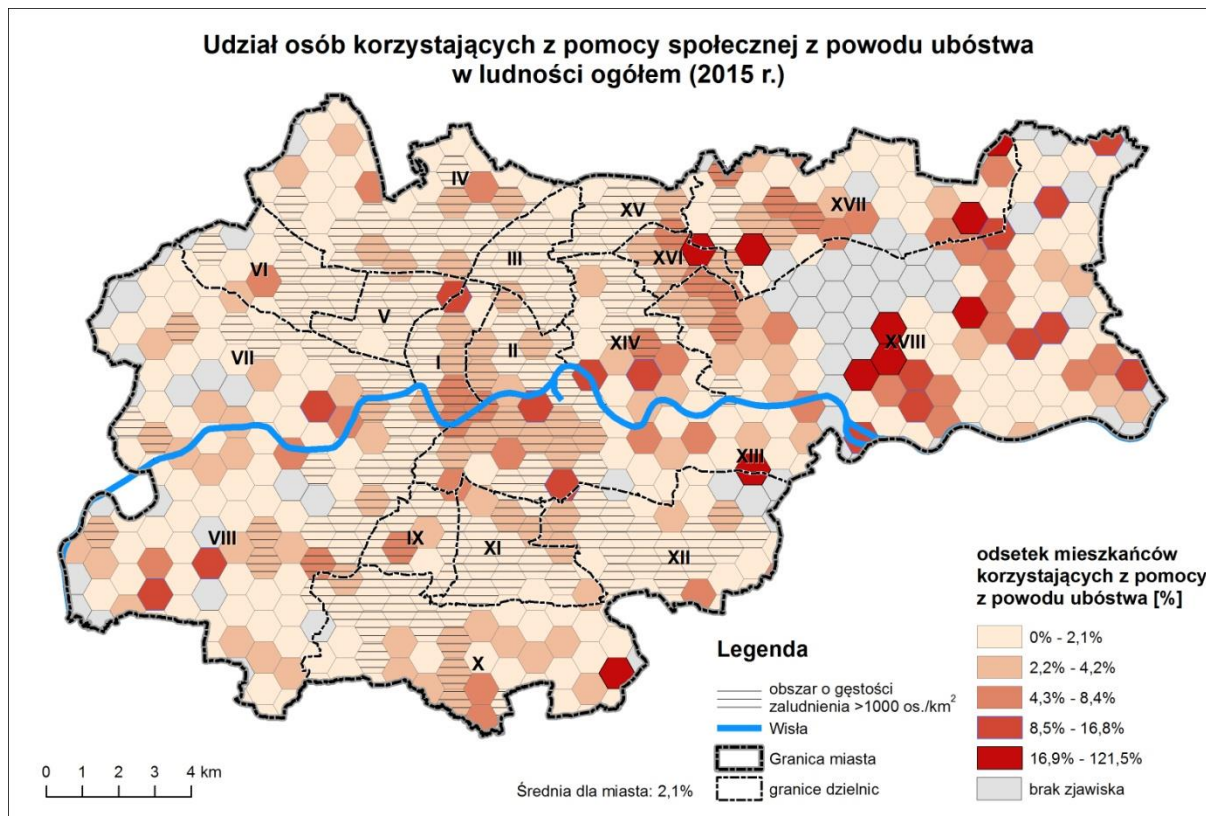 Udział osób korzystających z pomocy społecznej z powodu ubóstwa
w ludności ogółem (2015 r.)
IV
XV
XVII
III
XVI
VI
V
XVIII
VII
I
II
XIV
XIII
VIII
IX
XI
XII
X
odsetek mieszkańców
korzystających z pomocy
z powodu ubóstwa [%]
0% - 2,1%
2,2% - 4,2%
4,3% - 8,4%
8,5% - 16,8%
16,9% - 121,5%
brak zjawiska
Legenda
obszar o gęstości
zaludnienia >1000 os./km²
Wisła
Granica miasta
granice dzielnic
0 1 2 3 4 km
Średnia dla miasta: 2,1%